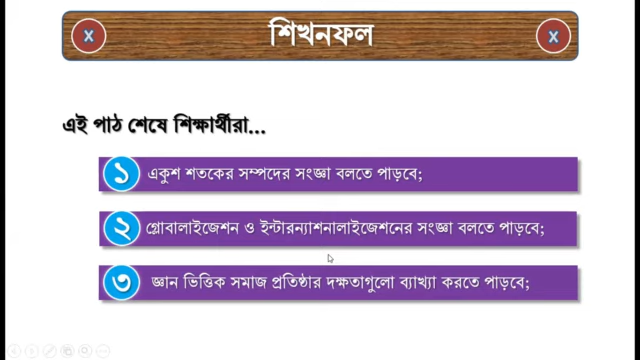 শিখনফল
x
x
এই পাঠ শেষে শিক্ষার্থীরা...
১ একুশ শতকের সম্পদের সংজ্ঞা বলতে পাড়বে;
২ গ্লোবালাইজেশন ও ইন্টারন্যাশনালাইজেশনের সংজ্ঞা বলতে পাড়বে;
৩ জ্ঞান ভিত্তিক সমাজ প্রতিষ্ঠার দক্ষতাগুলো ব্যাখ্যা করতে পাড়বে;